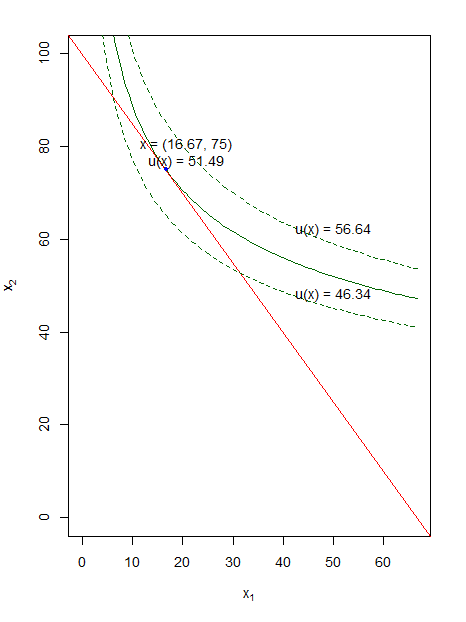 100
80
60
40
20
0
x2
x = (16.67, 75)
u(x) = 51.49
u(x) = 56.64
u(x) = 46.34
0 10 20 30 40 50 60
x1